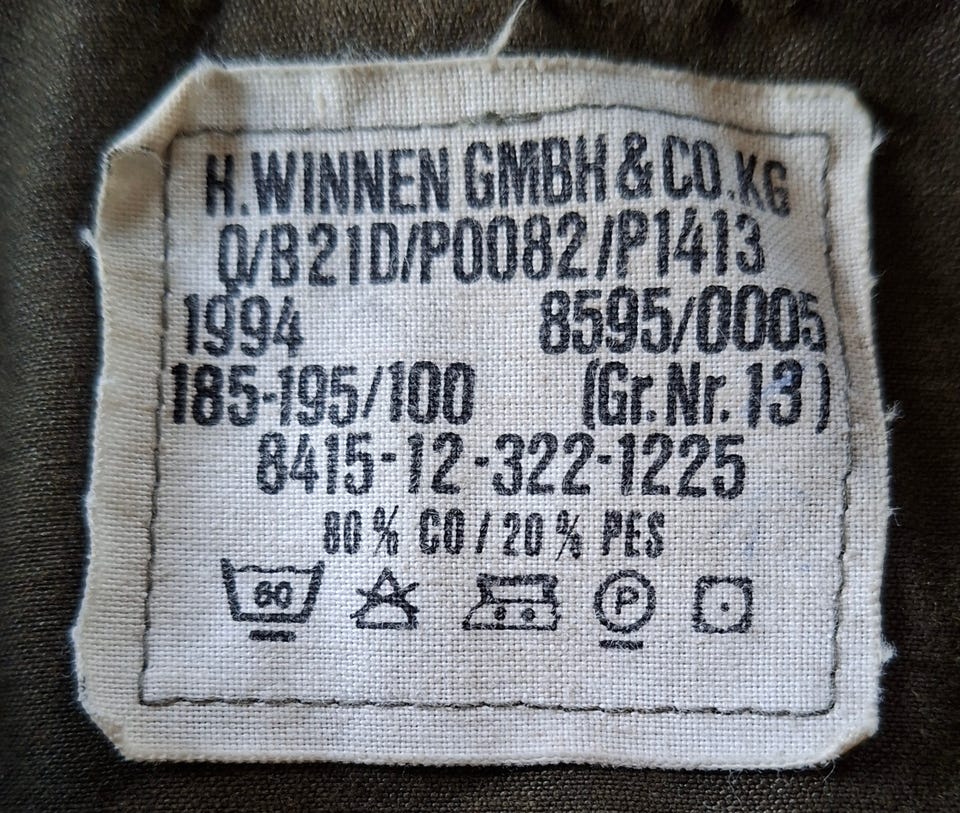 H.WINNEN GMBH & CO.KG
Q/B21D/P0082/P1413
1994 8595/0005
185-195/100 (Gr.Nr.13)
8415-12-322-1225
80% CO/20% PES
60 P